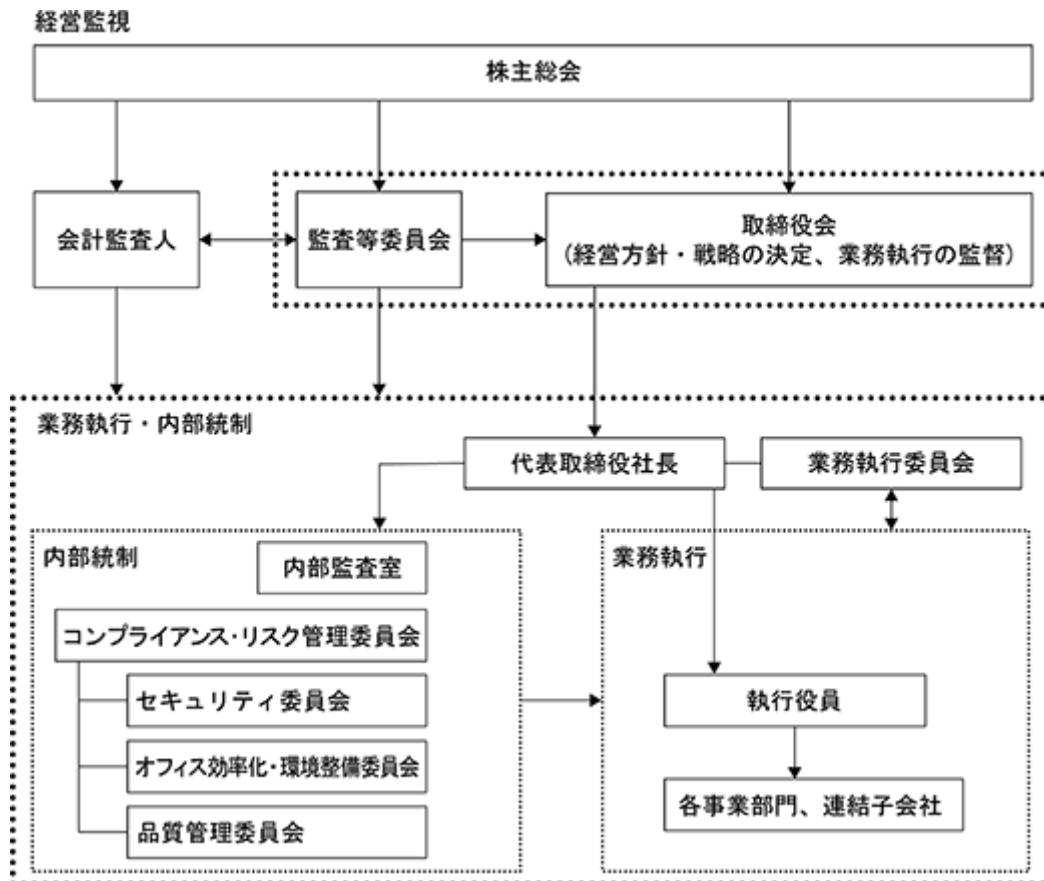 経営監視
株主総会
会計監査人
監査等委員会
取締役会
(経営方針・戦略の決定、業務執行の監督)
業務執行・内部統制
代表取締役社長
業務執行委員会
内部統制
内部監査室
業務執行
コンプライアンス・リスク管理委員会
セキュリティ委員会
執行役員
オフィス効率化・環境整備委員会
各事業部門、連結子会社
品質管理委員会